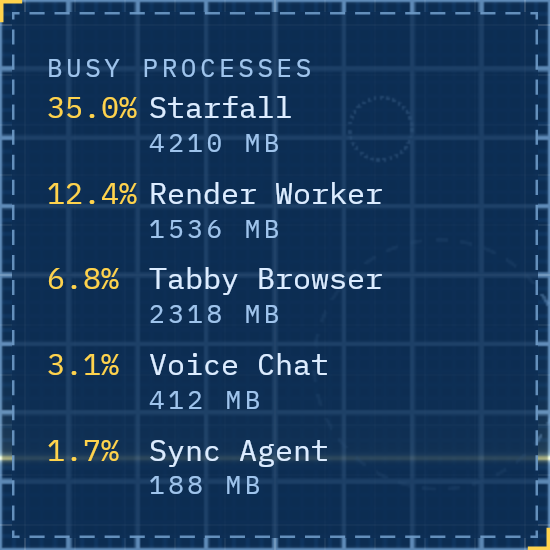 BUSY PROCESSES
35.0% Starfall
4210 MB
12.4% Render Worker
1536 MB
6.8% Tabby Browser
2318 MB
3.1% Voice Chat
412 MB
1.7% Sync Agent
188 MB